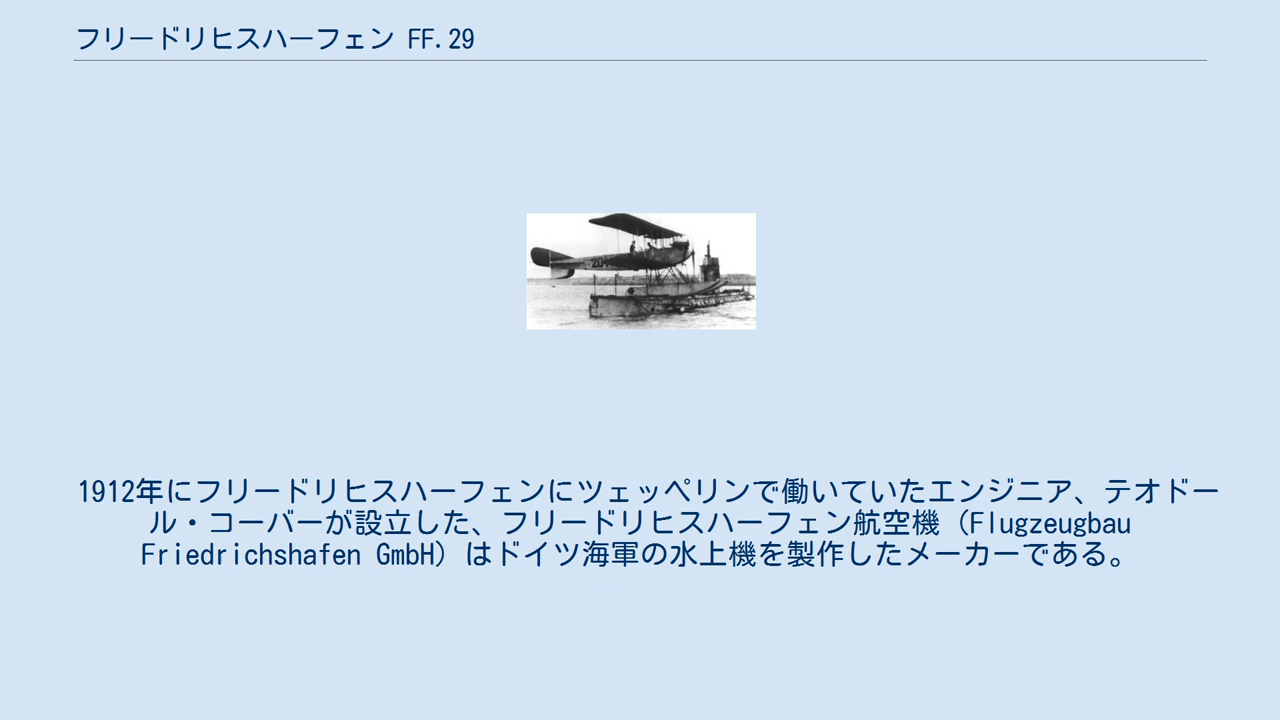 フリードリヒスハーフェン FF.29
1912年にフリードリヒスハーフェンにツェッペリンで働いていたエンジニア、テオドー
ル・コーバーが設立した、フリードリヒスハーフェン航空機（Flugzeugbau
Friedrichshafen GmbH）はドイツ海軍の水上機を製作したメーカーである。